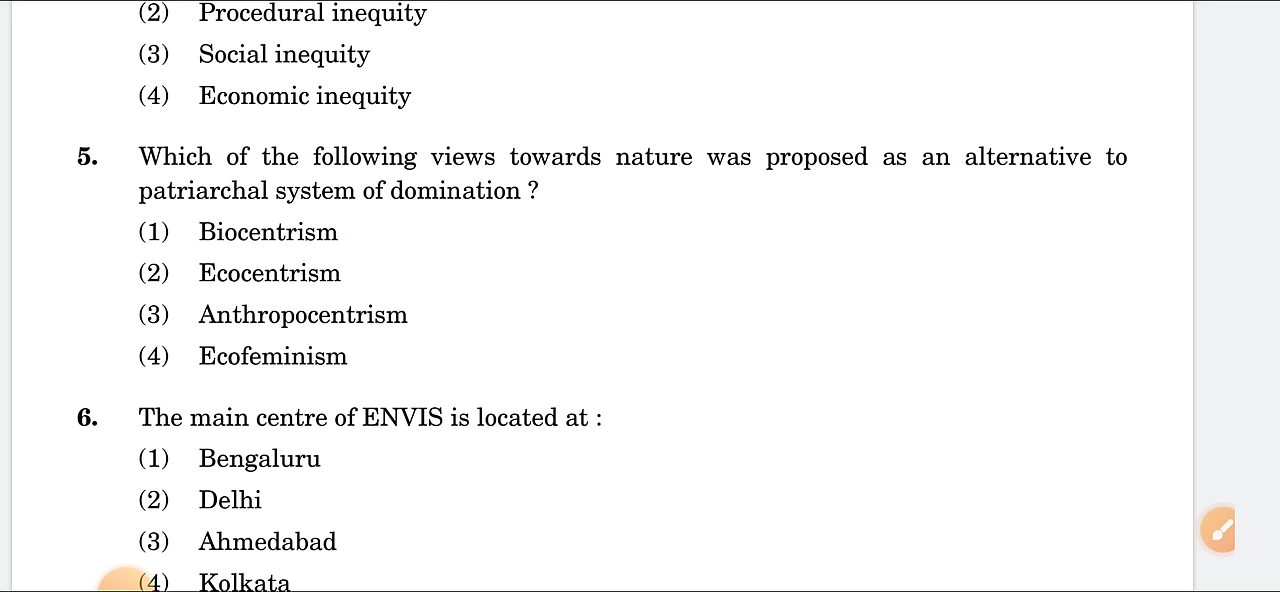 (2) Procedural inequity
(3) Social inequity
(4) Economic inequity
5. Which of the following views towards nature was proposed as an alternative to
patriarchal system of domination ?
(1) Biocentrism
(2) Ecocentrism
(3) Anthropocentrism
(4) Ecofeminism
6. The main centre of ENVIS is located at :
(1) Bengaluru
(2) Delhi
(3) Ahmedabad
(4) Kolkata